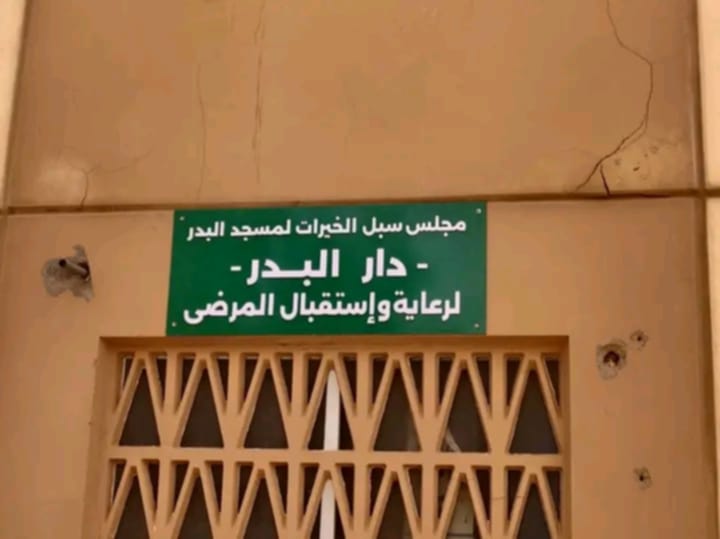 مجلس سبل الخيرات لمسجد البدر
- دار البدر -
لرعاية وإستقبال المرضى